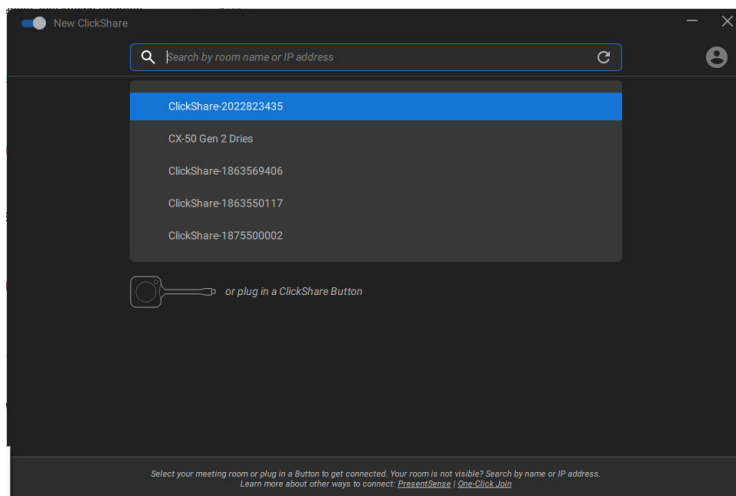 New ClickShare
Search by room name or IP address
ClickShare-2022823435
CX-50 Gen 2 Dries
ClickShare-1863569406
ClickShare-1863550117
ClickShare-1875500002
or plug in a ClickShare Button
Select your meeting room or plug in a Button to get connected. Your room is not visible? Search by name or IP address.
Learn more about other ways to connect: PresentSense | One-Click Join